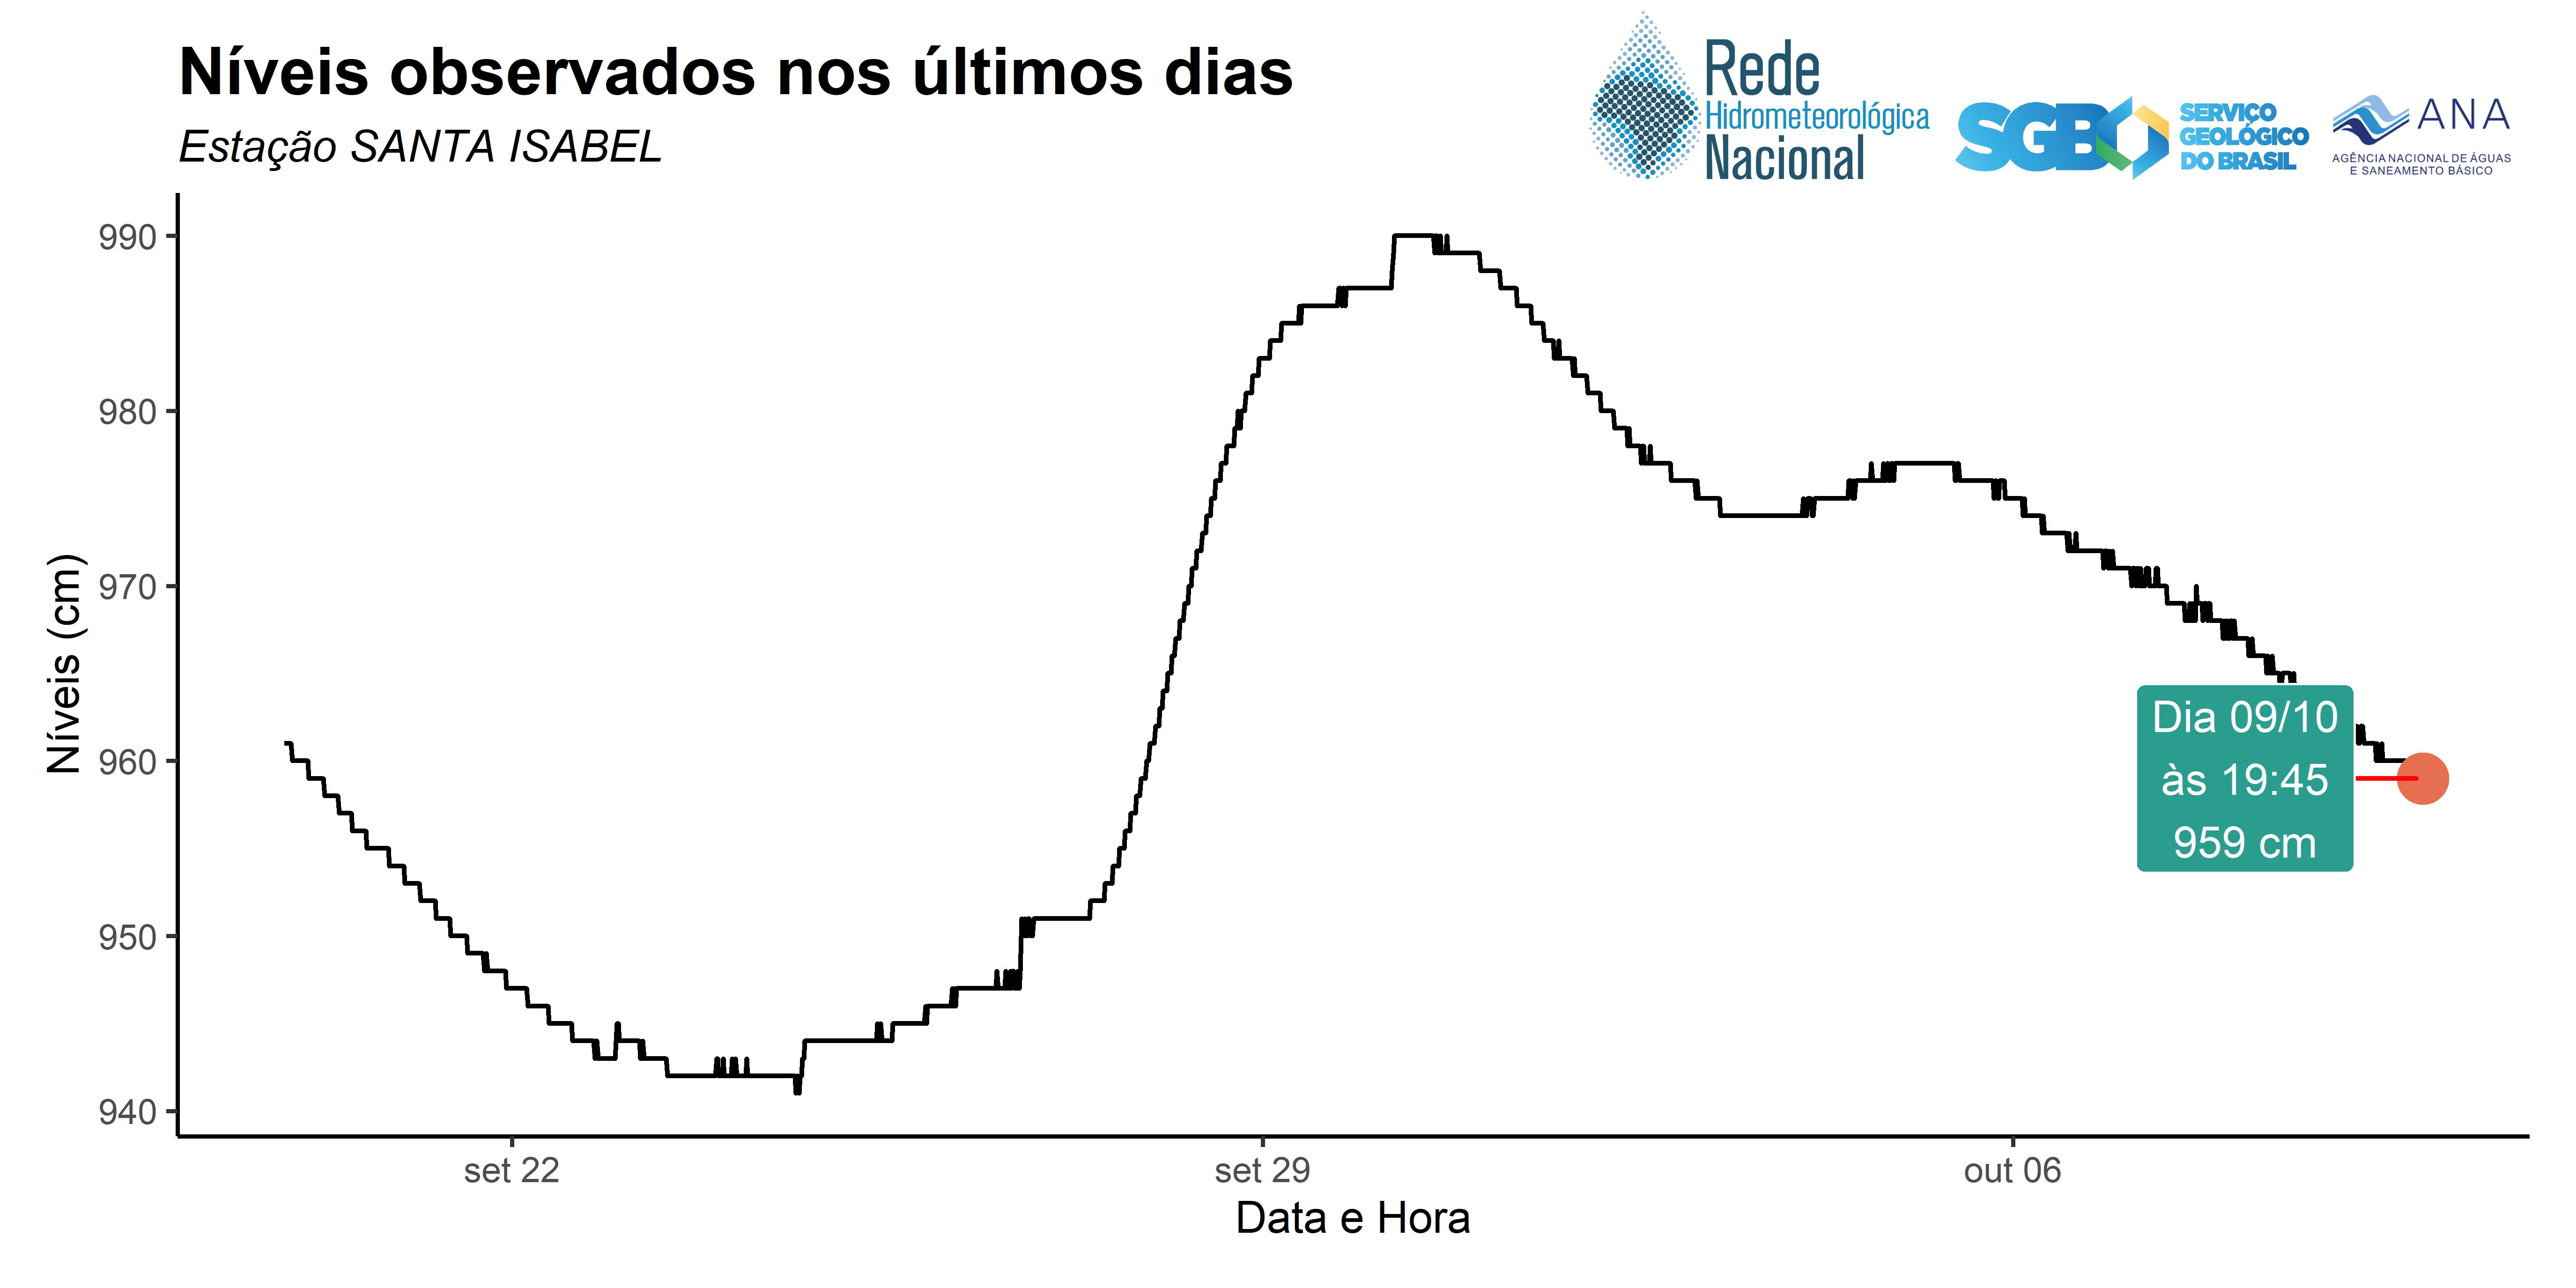 Níveis observados nos últimos dias
Estação SANTA ISABEL
Rede
Hidrometeorológica
Nacional
SGB
SERVIÇO
GEOLÓGICO
DO BRASIL
ANA
AGÊNCIA NACIONAL DE ÁGUAS
E SANEAMENTO BÁSICO
Níveis (cm)
990
980
970
960
950
940
Dia 09/10
às 19:45
959 cm
set 22
set 29
out 06
Data e Hora